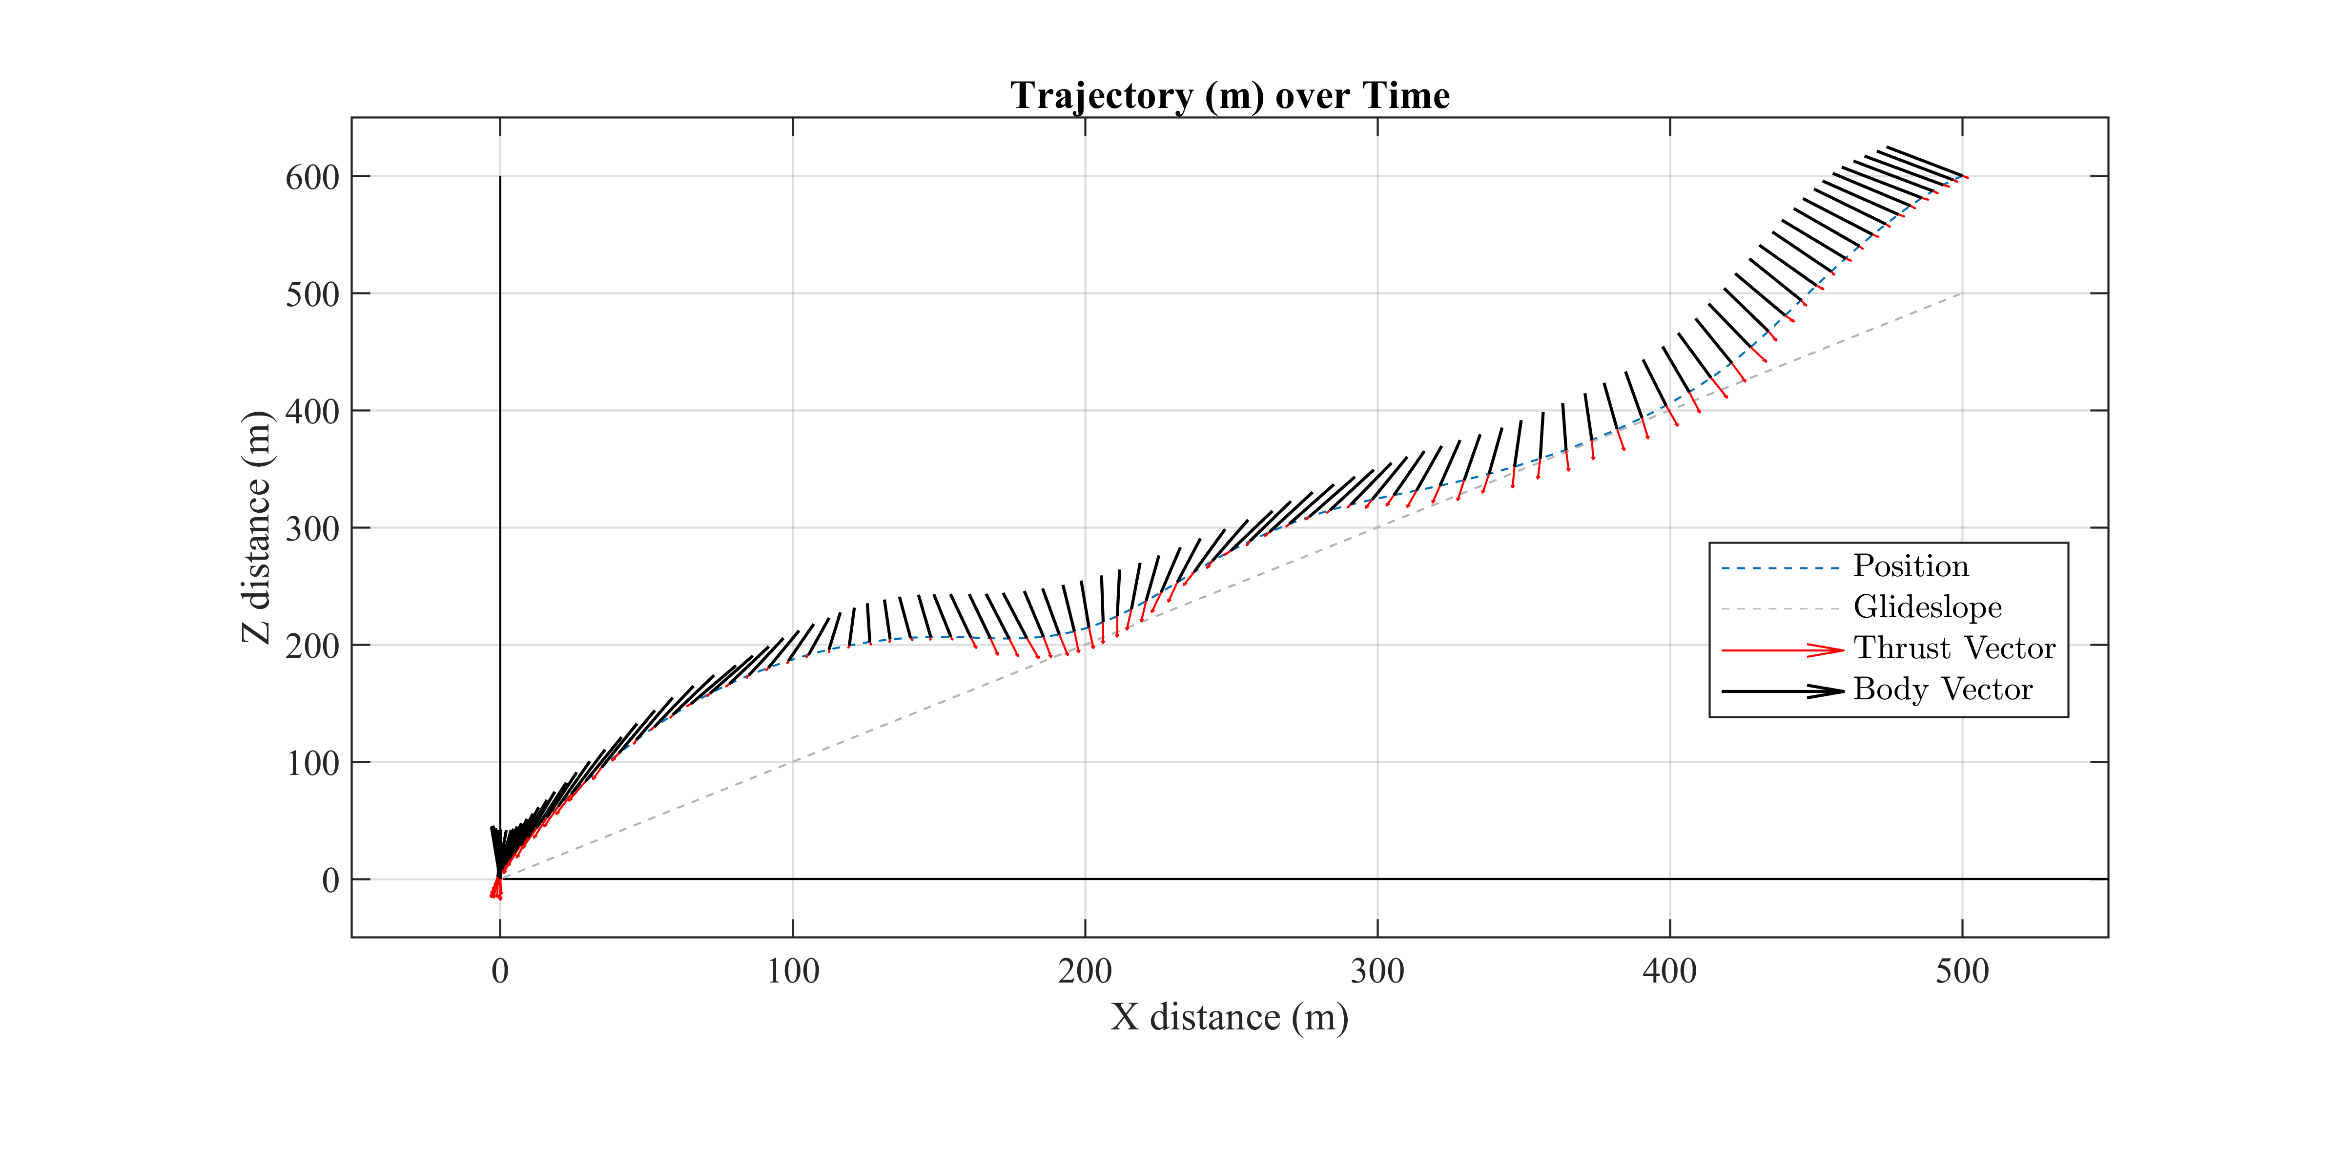 Trajectory (m) over Time
600
500
400
300
200
100
0
Z distance (m)
0 100 200 300 400 500
X distance (m)
Position
Glideslope
Thrust Vector
Body Vector